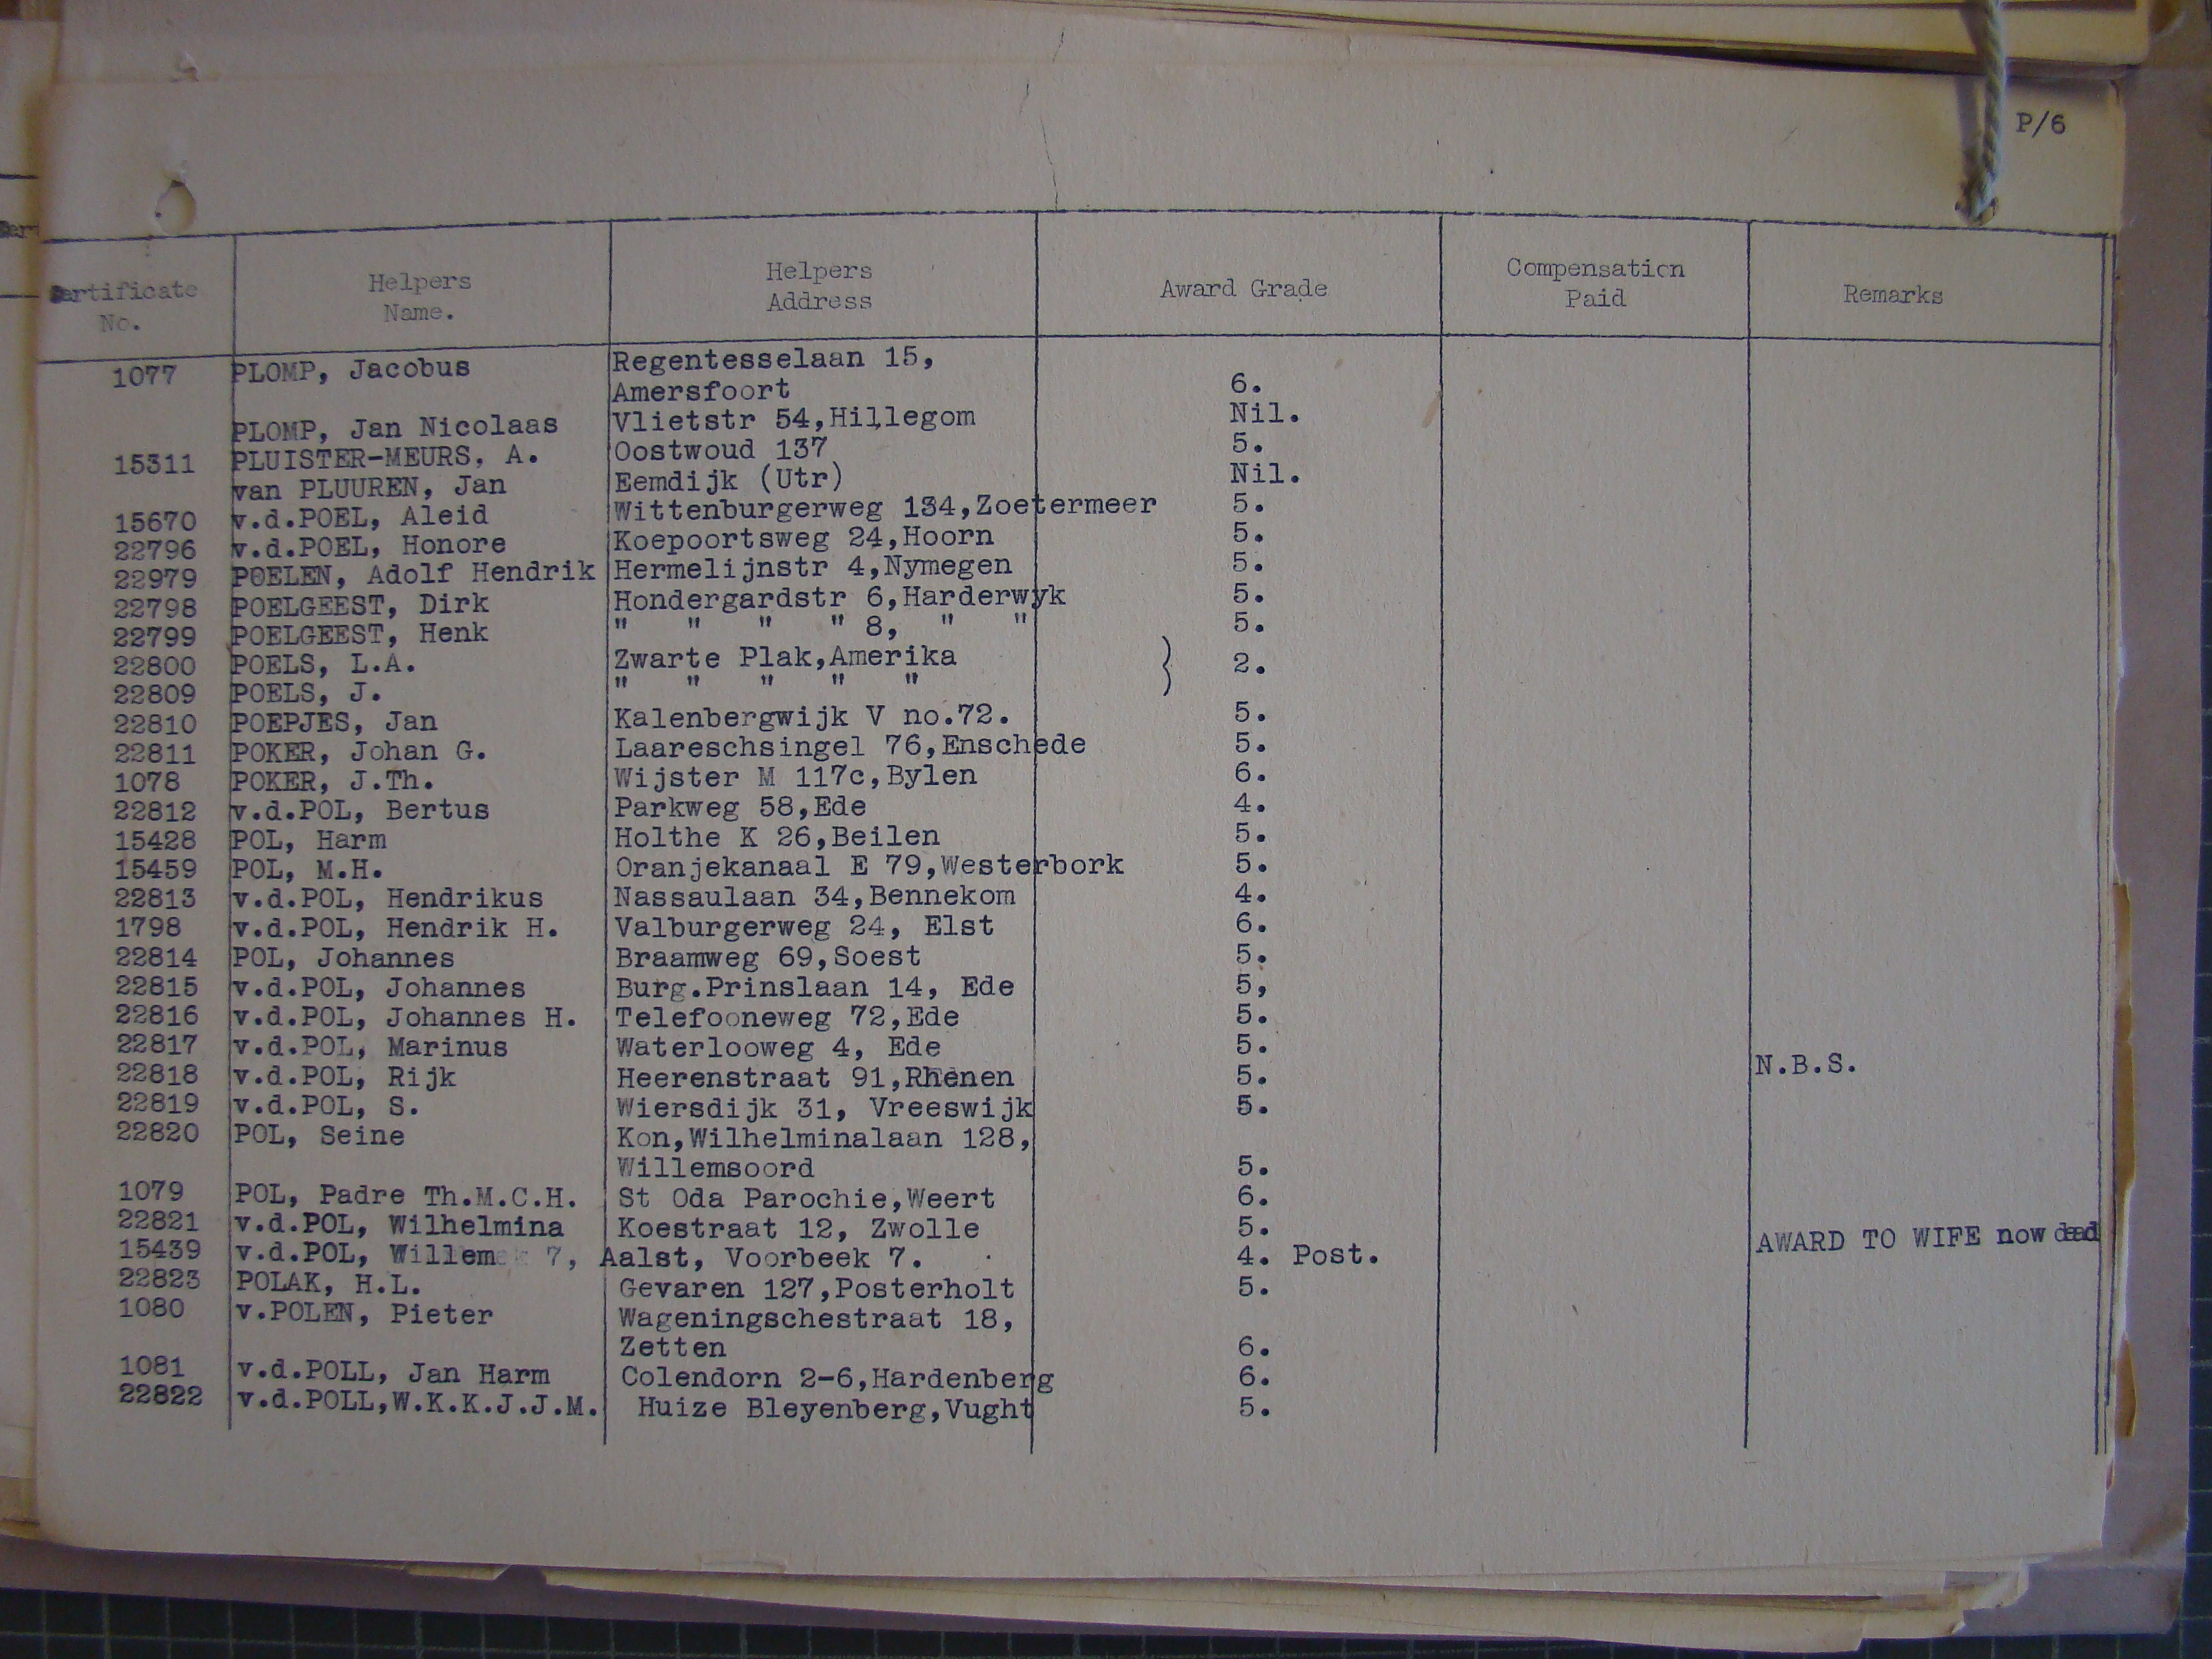 P/6
Certificate No. Helpers Name. Helpers Address Award Grade Compensation Paid Remarks
1077 PLOMP, Jacobus Regentesselaan 15,
Amersfoort 6.
PLOMP, Jan Nicolaas Vlietstr 54,Hillegom Nil.
15311 PLUISTER-MEURS, A. Oostwoud 137 5.
van PLUUREN, Jan Eemdijk (Utr) Nil.
15670 v.d.POEL, Aleid Wittenburgerweg 134,Zoetermeer 5.
22796 v.d.POEL, Honore Koepoortsweg 24,Hoorn 5.
22979 POELEN, Adolf Hendrik Hermelijnstr 4,Nymegen 5.
22798 POELGEEST, Dirk Hondergardstr 6,Harderwyk 5.
22799 POELGEEST, Henk " " " " 8, " " 5.
22800 POELS, L.A. Zwarte Plak,Amerika } 2.
22809 POELS, J. " " " " "
22810 POEPJES, Jan Kalenbergwijk V no.72. 5.
22811 POKER, Johan G. Laareschsingel 76,Enschede 5.
1078 POKER, J.Th. Wijster M 117c,Bylen 6.
22812 v.d.POL, Bertus Parkweg 58,Ede 4.
15428 POL, Harm Holthe K 26,Beilen 5.
15459 POL, M.H. Oranjekanaal E 79,Westerbork 5.
22813 v.d.POL, Hendrikus Nassaulaan 34,Bennekom 4.
1798 v.d.POL, Hendrik H. Valburgerweg 24, Elst 6.
22814 POL, Johannes Braamweg 69,Soest 5.
22815 v.d.POL, Johannes Burg.Prinslaan 14, Ede 5,
22816 v.d.POL, Johannes H. Telefooneweg 72,Ede 5.
22817 v.d.POL, Marinus Waterlooweg 4, Ede 5.
22818 v.d.POL, Rijk Heerenstraat 91,Rhenen 5. N.B.S.
22819 v.d.POL, S. Wiersdijk 31, Vreeswijk 5.
22820 POL, Seine Kon,Wilhelminalaan 128,
Willemsoord 5.
1079 POL, Padre Th.M.C.H. St Oda Parochie,Weert 6.
22821 v.d.POL, Wilhelmina Koestraat 12, Zwolle 5.
15439 v.d.POL, Willem 7, Aalst, Voorbeek 7. 4. Post. AWARD TO WIFE now dead
22823 POLAK, H.L. Gevaren 127,Posterholt 5.
1080 v.POLEN, Pieter Wageningschestraat 18,
Zetten 6.
1081 v.d.POLL, Jan Harm Colendorn 2-6,Hardenberg 6.
22822 v.d.POLL,W.K.K.J.J.M. Huize Bleyenberg,Vught 5.